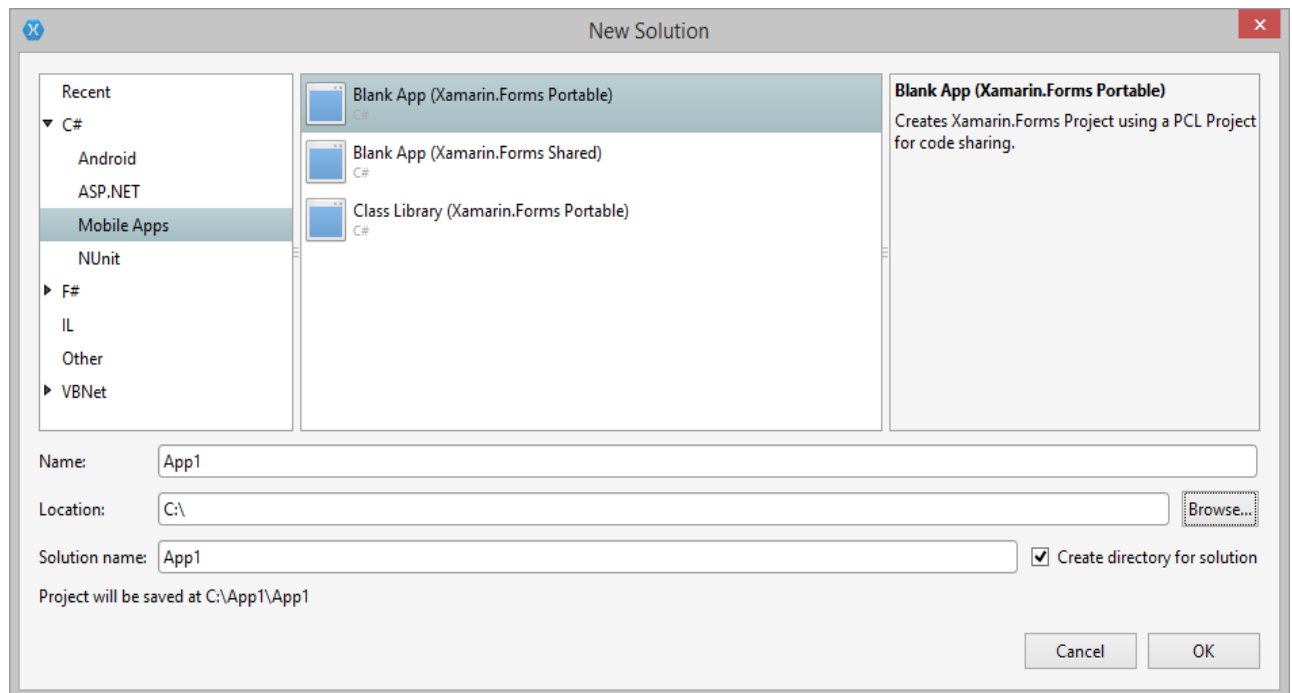 New Solution
Recent
C#
Android
ASP.NET
Mobile Apps
NUnit
F#
IL
Other
VBNet
Blank App (Xamarin.Forms Portable)
C#
Blank App (Xamarin.Forms Shared)
C#
Class Library (Xamarin.Forms Portable)
C#
Blank App (Xamarin.Forms Portable)
Creates Xamarin.Forms Project using a PCL Project
for code sharing.
Name: App1
Location: C:\ Browse...
Solution name: App1 Create directory for solution
Project will be saved at C:\App1\App1
Cancel OK